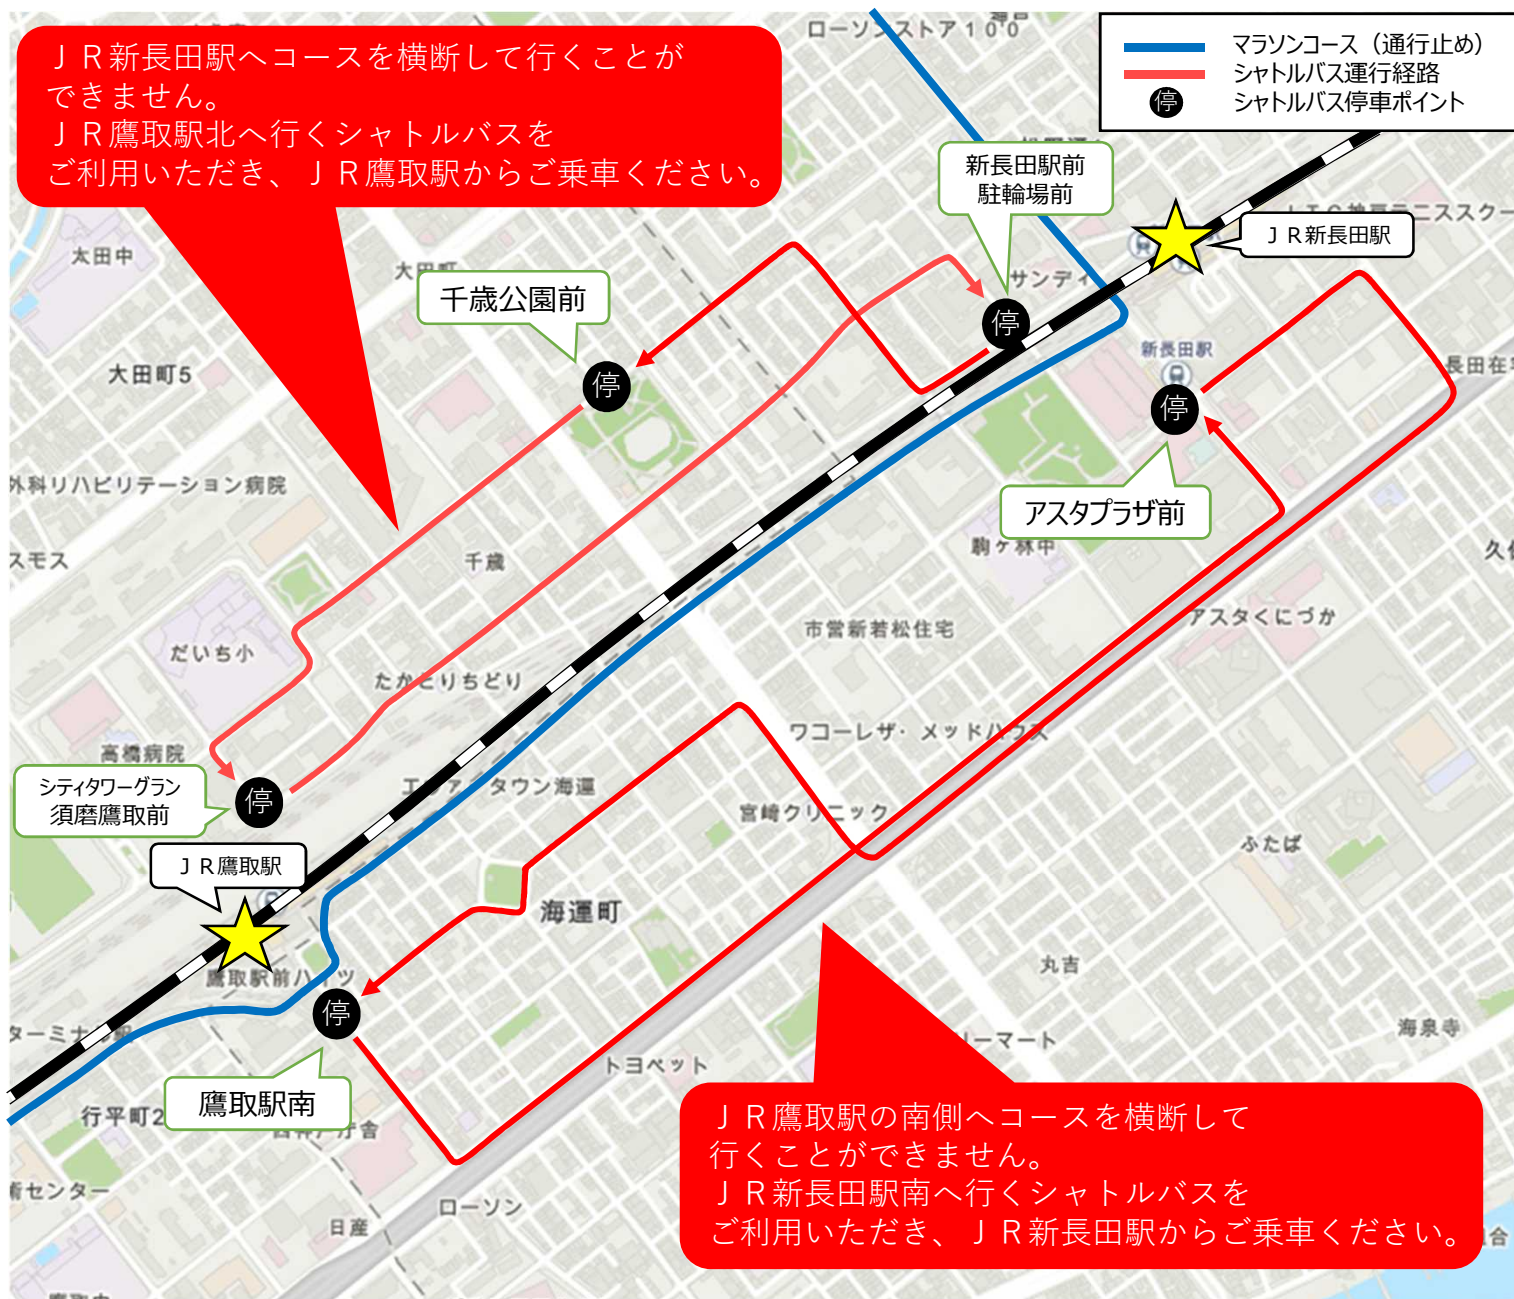 ＪＲ新長田駅へコースを横断して行くことが
できません。
ＪＲ鷹取駅北へ行くシャトルバスを
ご利用いただき、ＪＲ鷹取駅からご乗車ください。
ローソンストア１００
マラソンコース（通行止め）
シャトルバス運行経路
停
シャトルバス停車ポイント
新長田駅前
駐輪場前
ＪＲ新長田駅
太田中
千歳公園前
サンディ
停
新長田駅
停
大田町5
停
外科リハビリテーション病院
アスタプラザ前
駒ケ林中
スモス
千歳
アスタくにづか
市営新若松住宅
だいち小
たかとりちどり
ワコーレザ・メッドハウス
高橋病院
シティタワーグラン
須磨鷹取前
停
タウン海運
宮崎クリニック
ふたば
ＪＲ鷹取駅
海運町
丸吉
鷹取駅前ハイツ
停
海泉寺
リーマート
トヨペット
鷹取駅南
行平町2
ローソン
日産
術センター
ＪＲ鷹取駅の南側へコースを横断して
行くことができません。
ＪＲ新長田駅南へ行くシャトルバスを
ご利用いただき、ＪＲ新長田駅からご乗車ください。